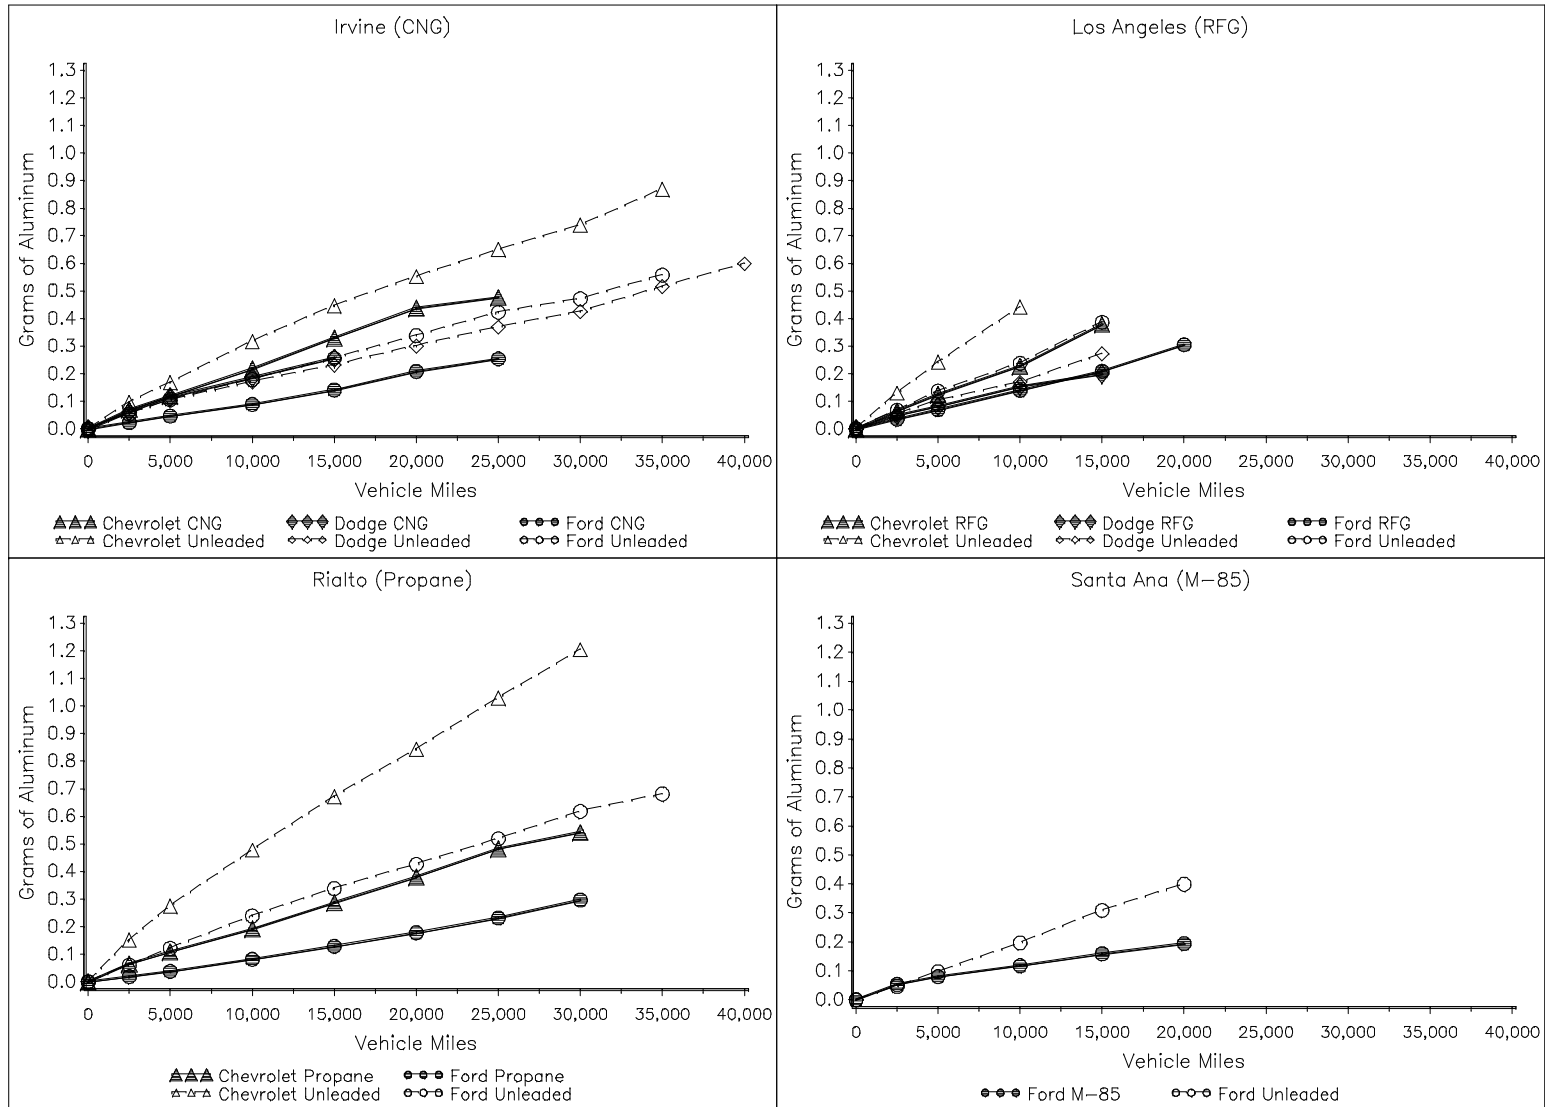 Irvine (CNG)
1.3
1.2
1.1
1.0
0.9
0.8
0.7
0.6
0.5
0.4
0.3
0.2
0.1
0.0
Grams of Aluminum
0 5,000 10,000 15,000 20,000 25,000 30,000 35,000 40,000
Vehicle Miles
Chevrolet CNG Dodge CNG Ford CNG
Chevrolet Unleaded Dodge Unleaded Ford Unleaded
Los Angeles (RFG)
1.3
1.2
1.1
1.0
0.9
0.8
0.7
0.6
0.5
0.4
0.3
0.2
0.1
0.0
Grams of Aluminum
0 5,000 10,000 15,000 20,000 25,000 30,000 35,000 40,000
Vehicle Miles
Chevrolet RFG Dodge RFG Ford RFG
Chevrolet Unleaded Dodge Unleaded Ford Unleaded
Rialto (Propane)
1.3
1.2
1.1
1.0
0.9
0.8
0.7
0.6
0.5
0.4
0.3
0.2
0.1
0.0
Grams of Aluminum
0 5,000 10,000 15,000 20,000 25,000 30,000 35,000 40,000
Vehicle Miles
Chevrolet Propane Ford Propane
Chevrolet Unleaded Ford Unleaded
Santa Ana (M-85)
1.3
1.2
1.1
1.0
0.9
0.8
0.7
0.6
0.5
0.4
0.3
0.2
0.1
0.0
Grams of Aluminum
0 5,000 10,000 15,000 20,000 25,000 30,000 35,000 40,000
Vehicle Miles
Ford M-85 Ford Unleaded